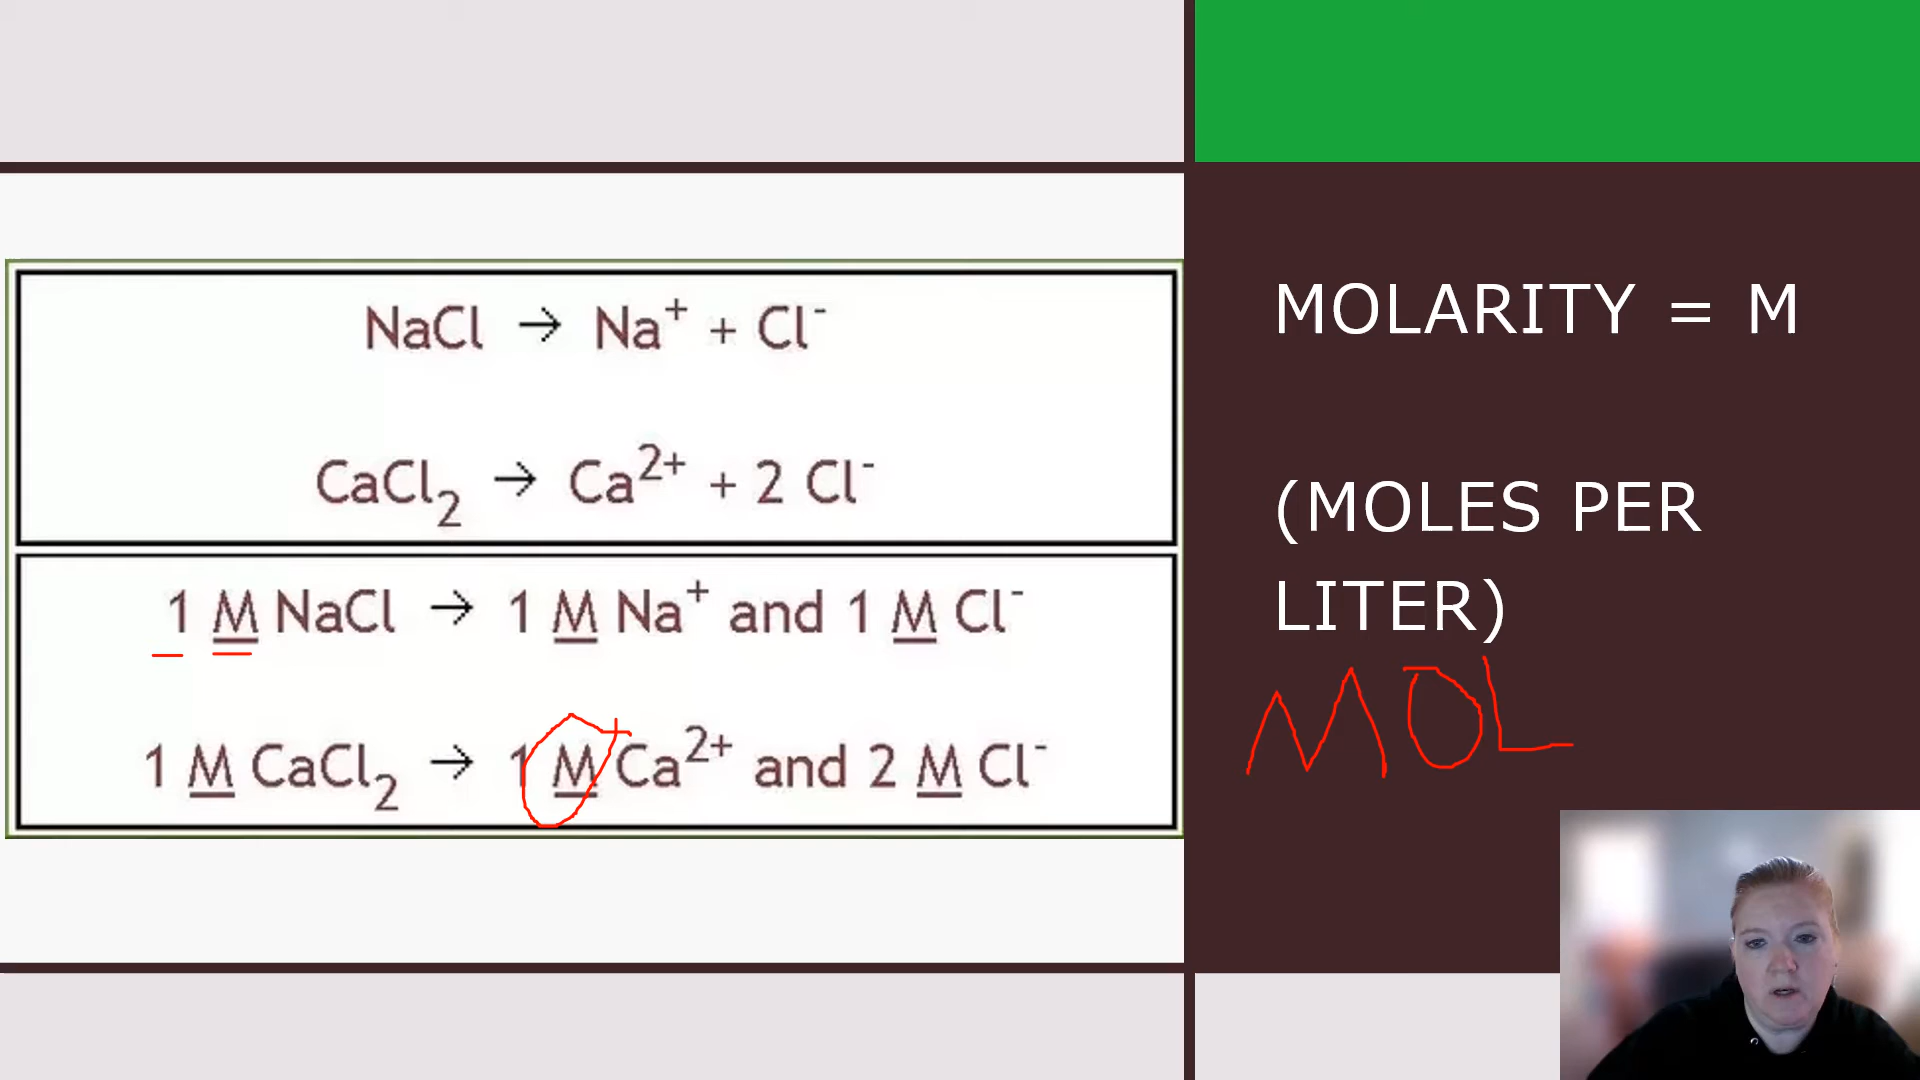 NaCl → Na⁺ + Cl⁻
CaCl₂ → Ca²⁺ + 2 Cl⁻
1 M NaCl → 1 M Na⁺ and 1 M Cl⁻
1 M CaCl₂ → 1 M Ca²⁺ and 2 M Cl⁻
MOLARITY = M
(MOLES PER
LITER)
MOL